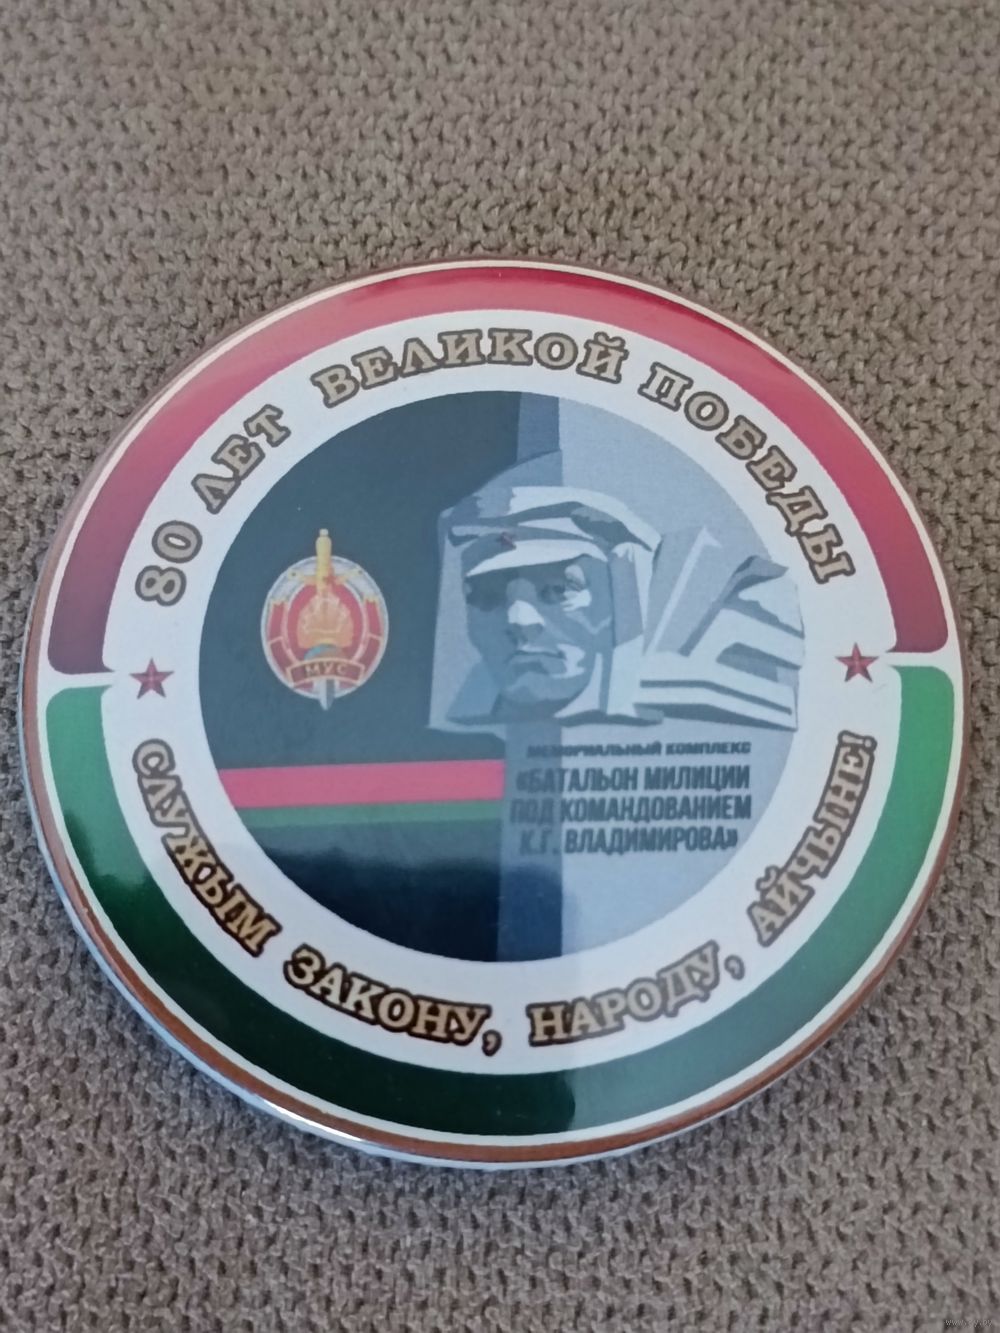 80 ЛЕТ ВЕЛИКОЙ ПОБЕДЫ
МУС
МЕМОРИАЛЬНЫЙ КОМПЛЕКС
«БАТАЛЬОН МИЛИЦИИ
ПОД КОМАНДОВАНИЕМ
К.Г. ВЛАДИМИРОВА»
СЛУЖЫМ ЗАКОНУ, НАРОДУ, АЙЧЫНЕ!